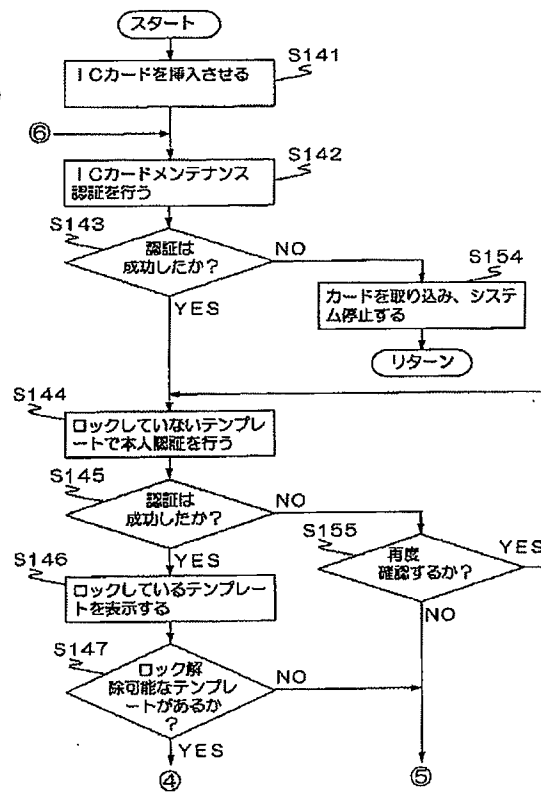 スタート
S141
ICカードを挿入させる
⑥
S142
ICカードメンテナンス
認証を行う
S143
認証は
成功したか?
NO
YES
S154
カードを取り込み、システ
ム停止する
リターン
S144
ロックしていないテンプレ
ートで本人認証を行う
S145
認証は
成功したか?
NO
YES
S155
再度
確認するか?
YES
NO
S146
ロックしているテンプレー
トを表示する
S147
ロック解
除可能なテンプレ
ートがあるか
?
NO
YES
④
⑤